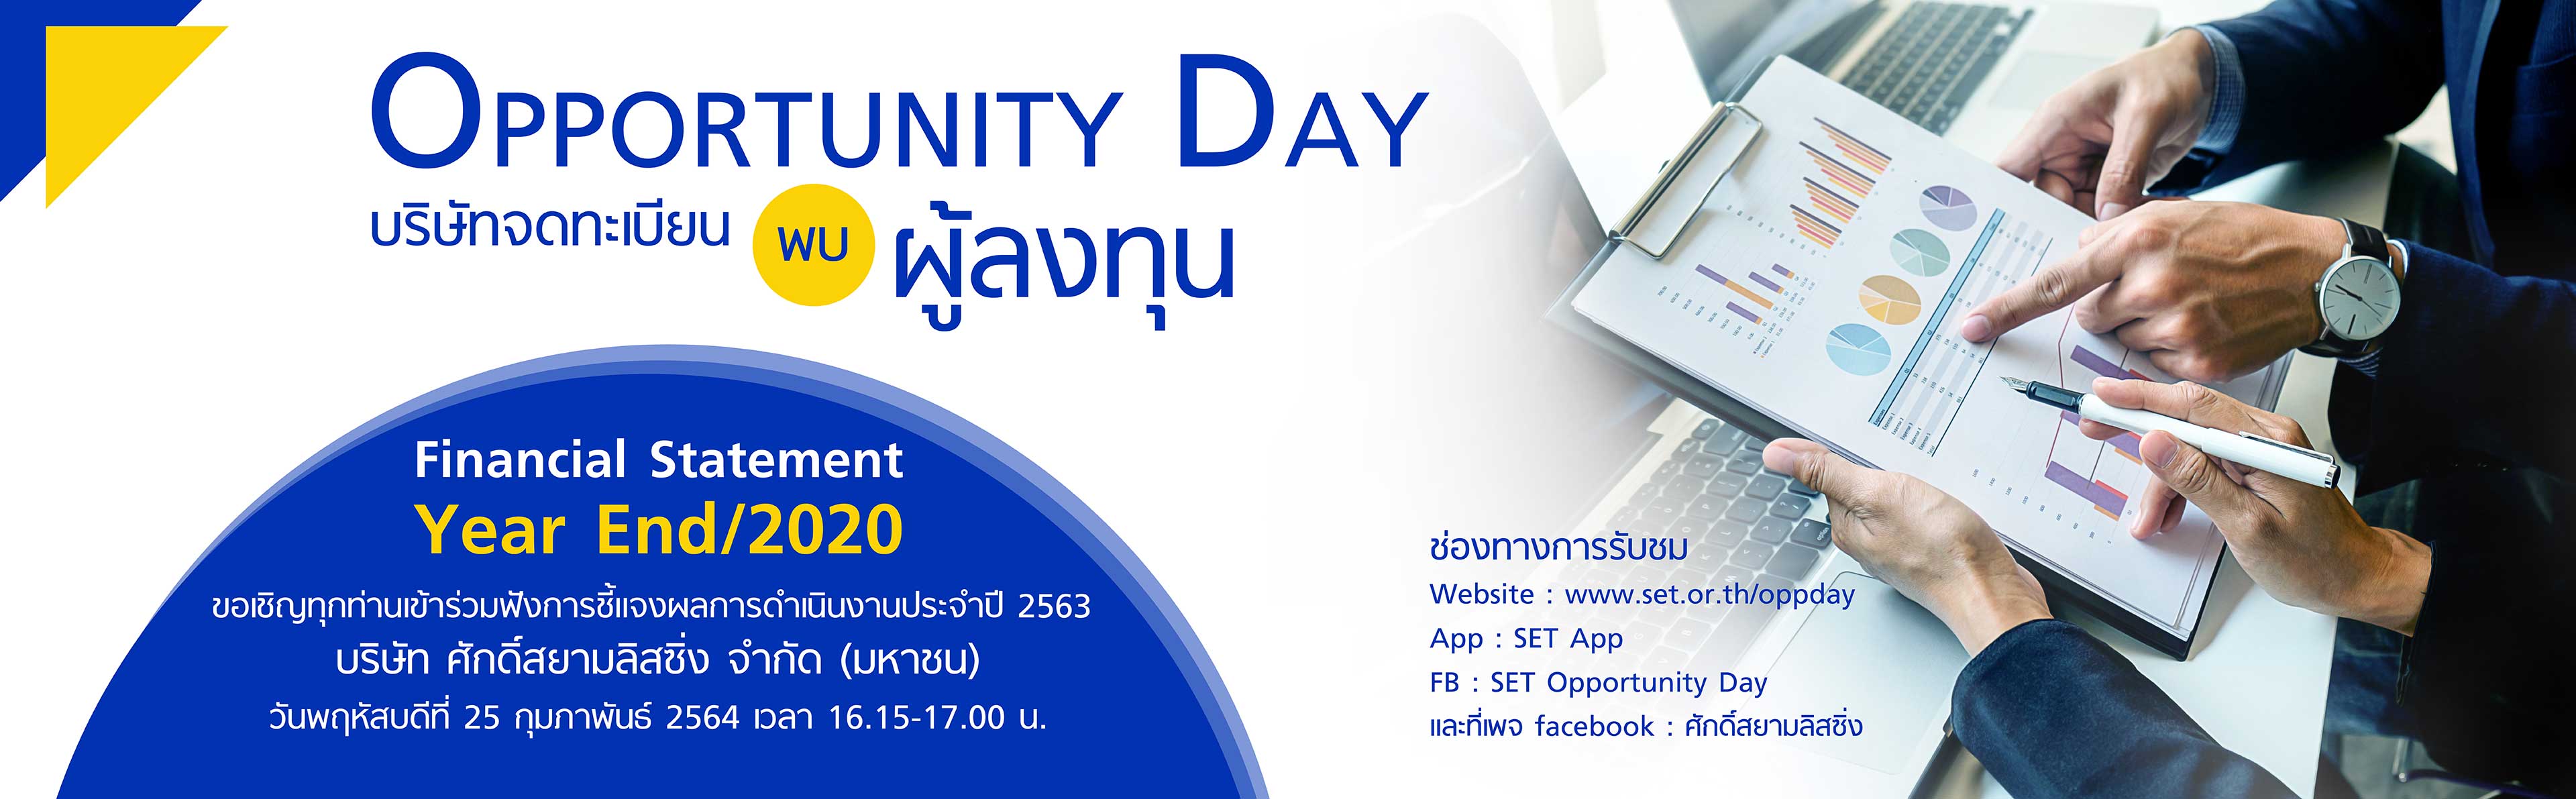 OPPORTUNITY DAY
บริษัทจดทะเบียน พบ ผู้ลงทุน
Financial Statement
Year End/2020
ขอเชิญทุกท่านเข้าร่วมฟังการชี้แจงผลการดำเนินงานประจำปี 2563
บริษัท ศักดิ์สยามลิสซิ่ง จำกัด (มหาชน)
วันพฤหัสบดีที่ 25 กุมภาพันธ์ 2564 เวลา 16.15-17.00 น.
ช่องทางการรับชม
Website : www.set.or.th/oppday
App : SET App
FB : SET Opportunity Day
และที่เพจ facebook : ศักดิ์สยามลิสซิ่ง